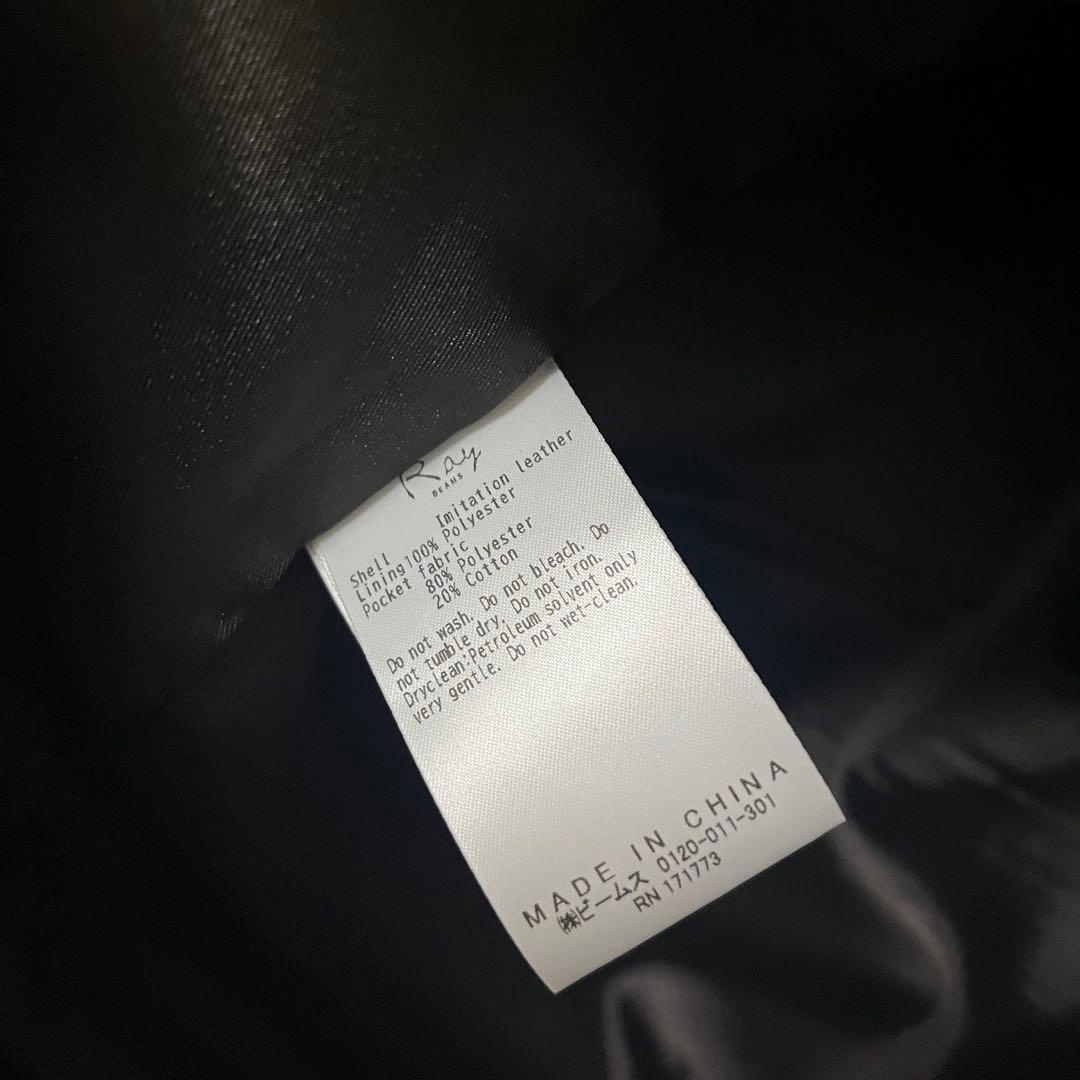 Ray
BEAMS
Shell Imitation leather
Lining100% Polyester
Pocket fabric
80% Polyester
20% Cotton
Do not wash. Do not bleach. Do
not tumble dry. Do not iron.
Dryclean:Petroleum solvent only
very gentle. Do not wet-clean.
MADE IN CHINA
㈱ビームス 0120-011-301
RN 171773